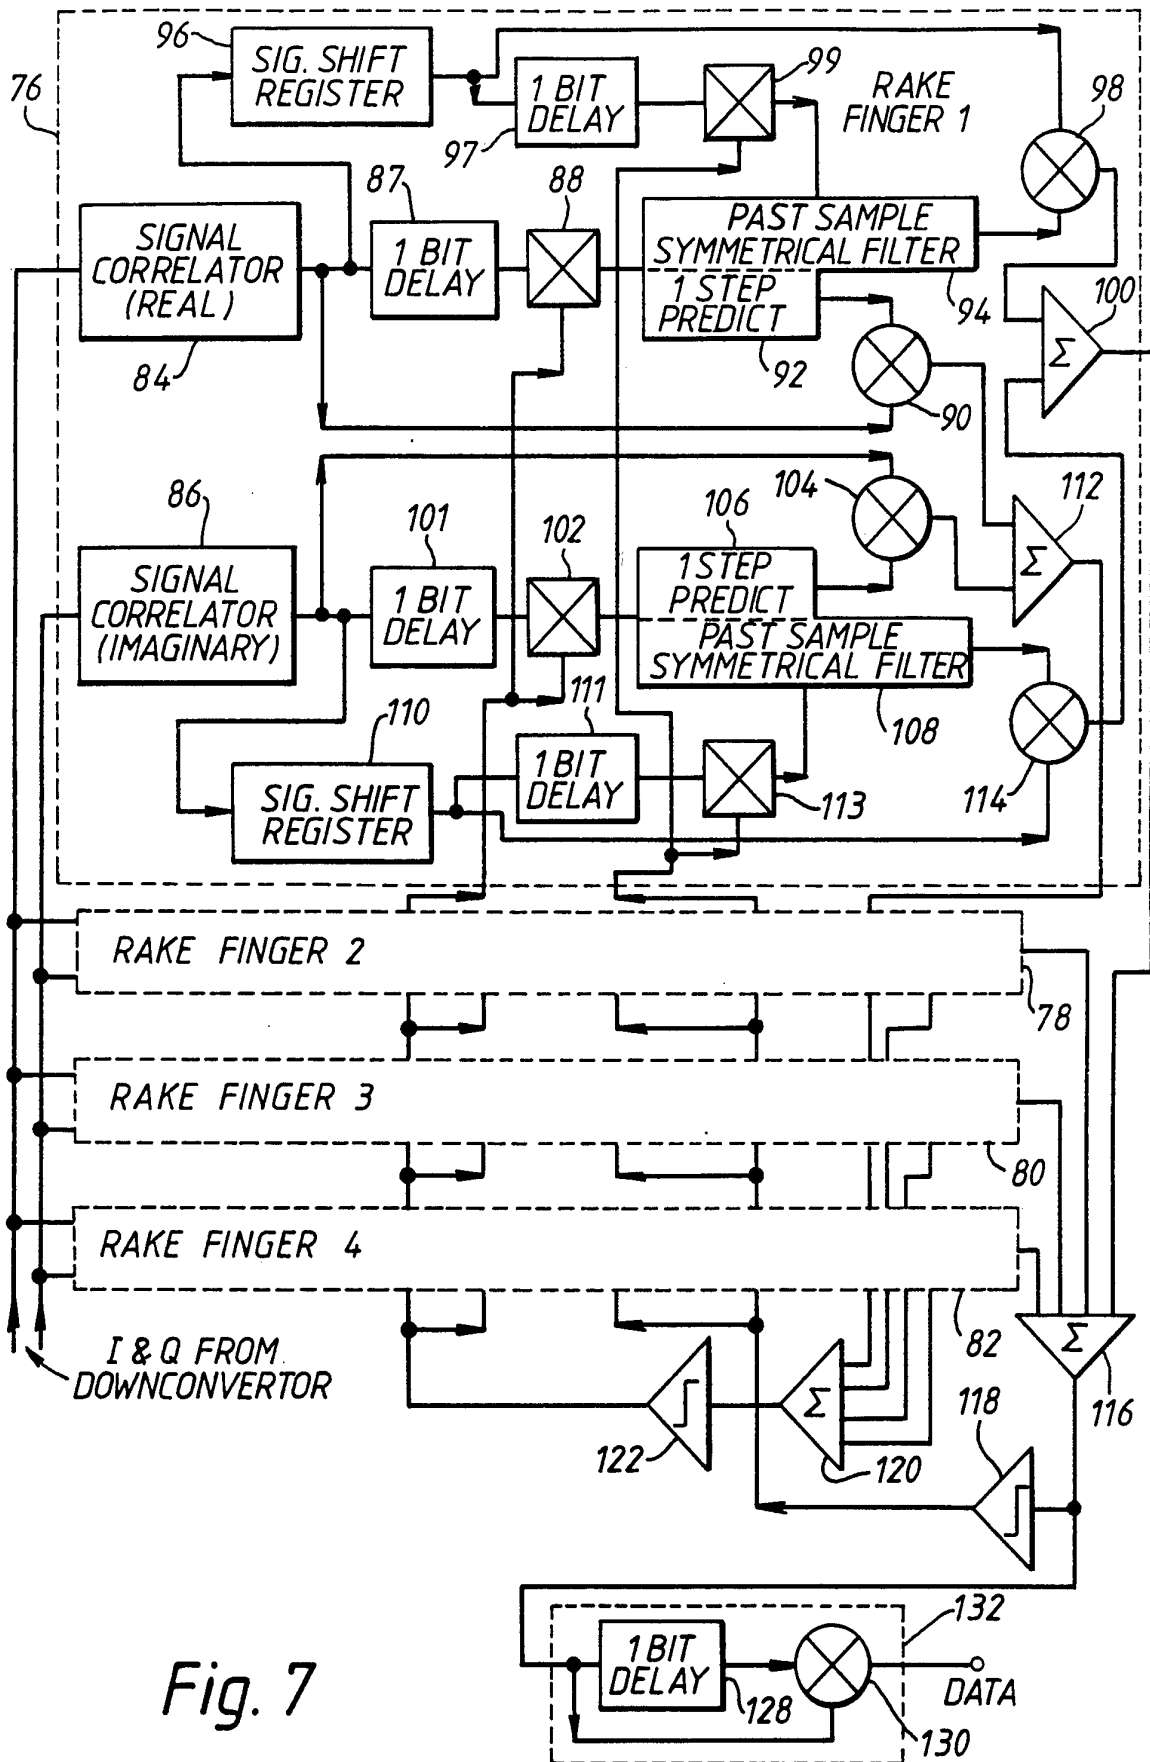 96
SIG. SHIFT
REGISTER
1 BIT
DELAY
97
99
RAKE
FINGER 1
98
76
87
88
SIGNAL
CORRELATOR
(REAL)
84
1 BIT
DELAY
PAST SAMPLE
SYMMETRICAL FILTER
1 STEP
PREDICT
94
92
90
Σ
100
86
101
102
104
106
112
SIGNAL
CORRELATOR
(IMAGINARY)
1 BIT
DELAY
1 STEP
PREDICT
PAST SAMPLE
SYMMETRICAL FILTER
Σ
110
111
108
SIG. SHIFT
REGISTER
1 BIT
DELAY
113
114
RAKE FINGER 2
78
RAKE FINGER 3
80
RAKE FINGER 4
82
I & Q FROM
DOWNCONVERTOR
122
Σ
120
118
Σ
116
132
1 BIT
DELAY
128
130
DATA
Fig. 7